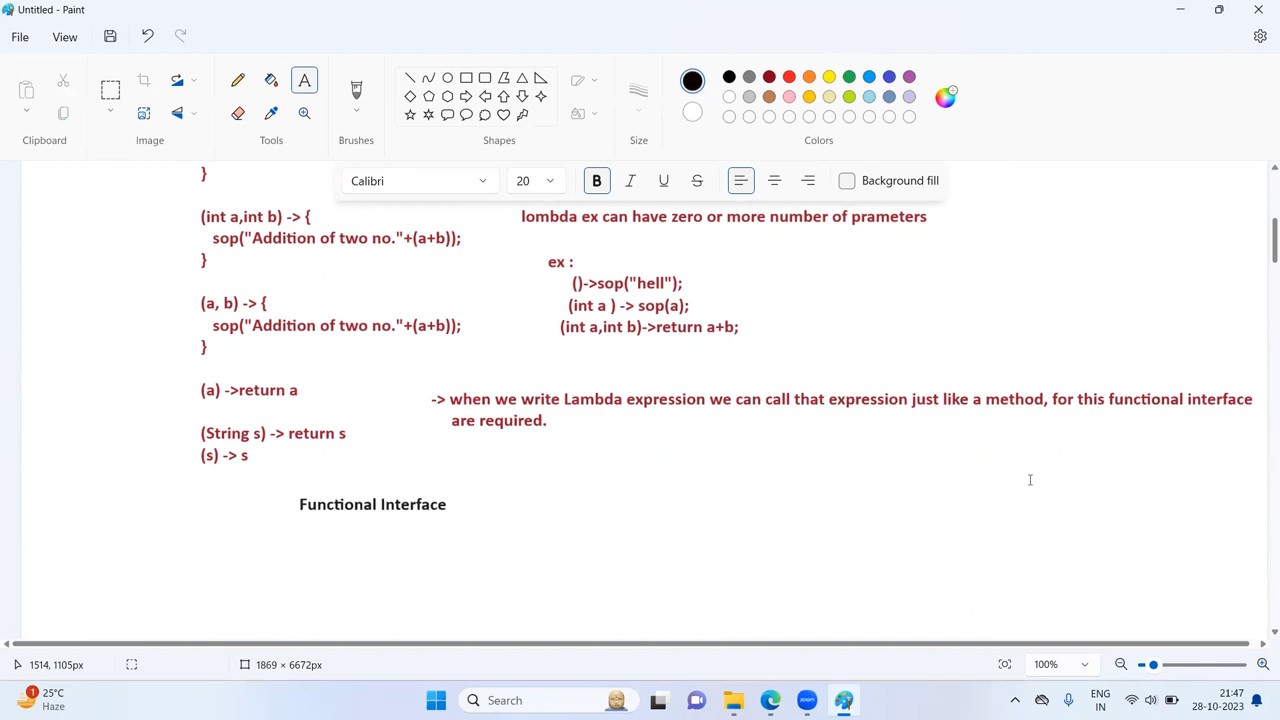 Untitled - Paint
File
View
Clipboard
Image
Tools
Brushes
Shapes
Size
Colors
Calibri
20
B
I
U
Background fill
}
(int a,int b) -> {
sop("Addition of two no."+(a+b));
}
(a, b) -> {
sop("Addition of two no."+(a+b));
}
(a) ->return a
(String s) -> return s
(s) -> s
lombda ex can have zero or more number of prameters
ex :
()->sop("hell");
(int a ) -> sop(a);
(int a,int b)->return a+b;
-> when we write Lambda expression we can call that expression just like a method, for this functional interface
are required.
Functional Interface
1514, 1105px
1869 × 6672px
100%
1
25°C
Haze
Search
zoom
ENG
IN
21:47
28-10-2023